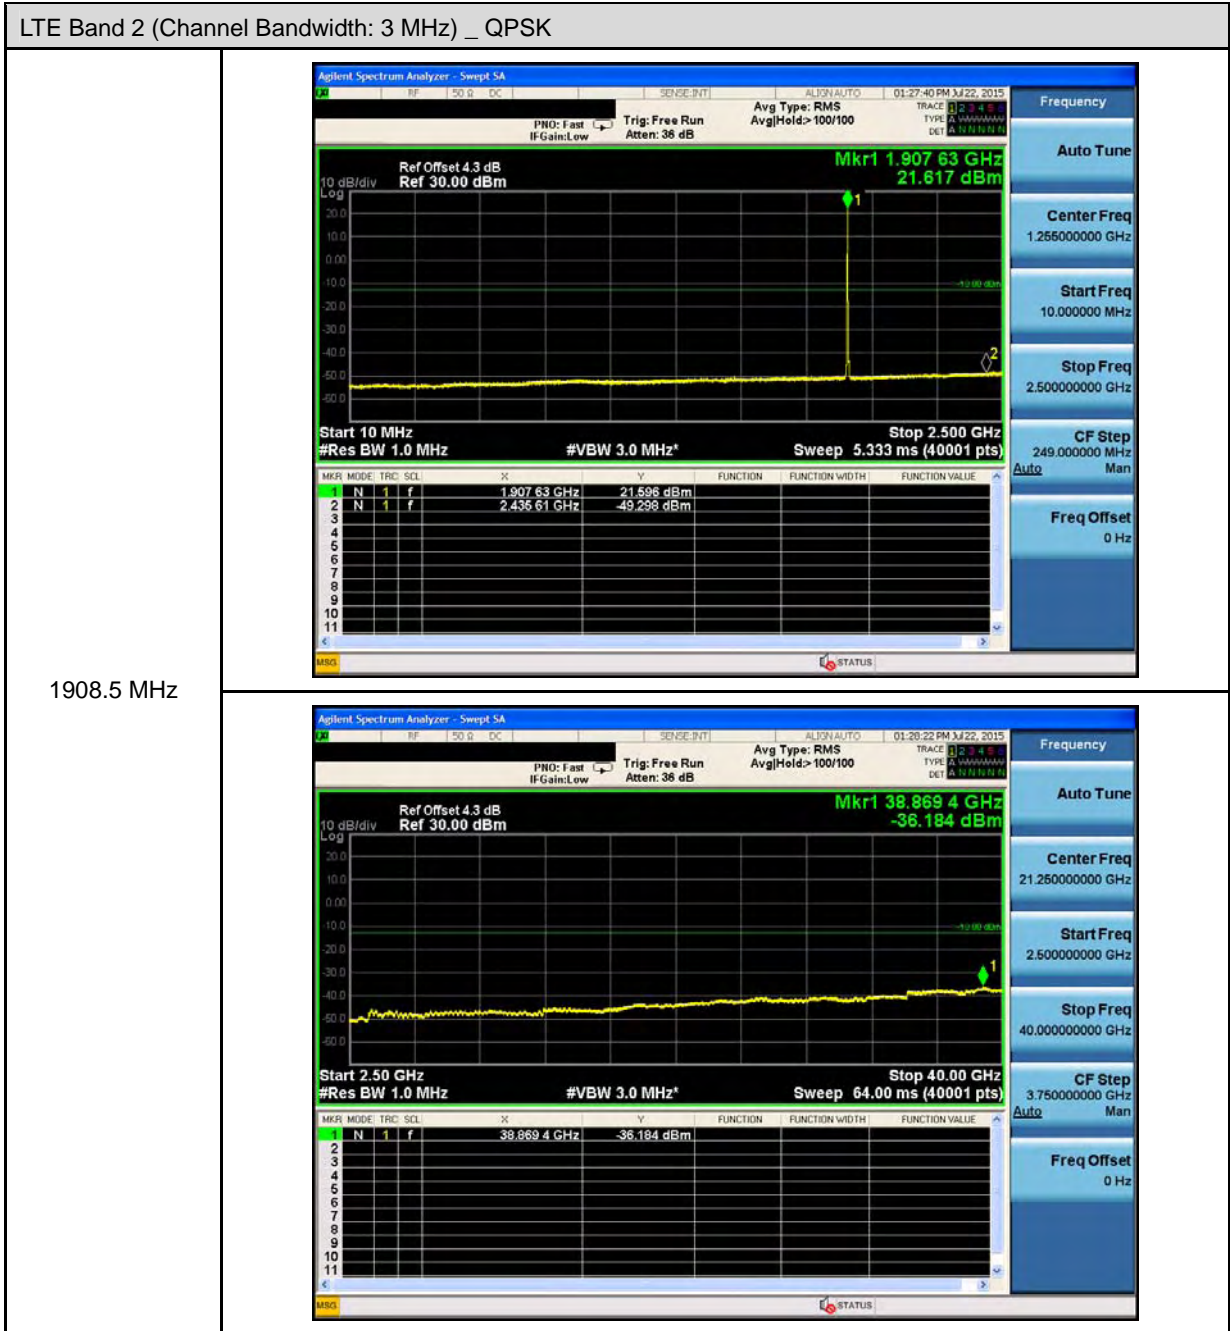 LTE Band 2 (Channel Bandwidth: 3 MHz) _ QPSK
1908.5 MHz
Agilent Spectrum Analyzer - Swept SA
RF 50 Ω DC SENSE:INT ALIGN AUTO 01:27:40 PM Jul 22, 2015
PNO: Fast Trig: Free Run Avg Type: RMS TRACE 1 2 3 4 5 6
IFGain:Low Atten: 36 dB Avg|Hold:> 100/100 TYPE A
DET A N N N N N
Frequency
Auto Tune
Mkr1 1.907 63 GHz
21.617 dBm
Ref Offset 4.3 dB
10 dB/div Ref 30.00 dBm
Log
20.0
10.0
0.00
-10.0
-20.0
-30.0
-40.0
-50.0
-60.0
1
2
Start 10 MHz Stop 2.500 GHz
#Res BW 1.0 MHz #VBW 3.0 MHz* Sweep 5.333 ms (40001 pts)
Center Freq
1.255000000 GHz
Start Freq
10.000000 MHz
Stop Freq
2.500000000 GHz
CF Step
249.000000 MHz
Auto Man
Freq Offset
0 Hz
MKR MODE TRC SCL X Y FUNCTION FUNCTION WIDTH FUNCTION VALUE
1 N 1 f 1.907 63 GHz 21.596 dBm
2 N 1 f 2.435 61 GHz -49.298 dBm
3
4
5
6
7
8
9
10
11
MSG STATUS
Agilent Spectrum Analyzer - Swept SA
RF 50 Ω DC SENSE:INT ALIGN AUTO 01:28:22 PM Jul 22, 2015
PNO: Fast Trig: Free Run Avg Type: RMS TRACE 1 2 3 4 5 6
IFGain:Low Atten: 36 dB Avg|Hold:> 100/100 TYPE A
DET A N N N N N
Frequency
Auto Tune
Mkr1 38.869 4 GHz
-36.184 dBm
Ref Offset 4.3 dB
10 dB/div Ref 30.00 dBm
Log
20.0
10.0
0.00
-10.0
-20.0
-30.0
-40.0
-50.0
-60.0
1
Start 2.50 GHz Stop 40.00 GHz
#Res BW 1.0 MHz #VBW 3.0 MHz* Sweep 64.00 ms (40001 pts)
Center Freq
21.250000000 GHz
Start Freq
2.500000000 GHz
Stop Freq
40.000000000 GHz
CF Step
3.750000000 GHz
Auto Man
Freq Offset
0 Hz
MKR MODE TRC SCL X Y FUNCTION FUNCTION WIDTH FUNCTION VALUE
1 N 1 f 38.869 4 GHz -36.184 dBm
2
3
4
5
6
7
8
9
10
11
MSG STATUS